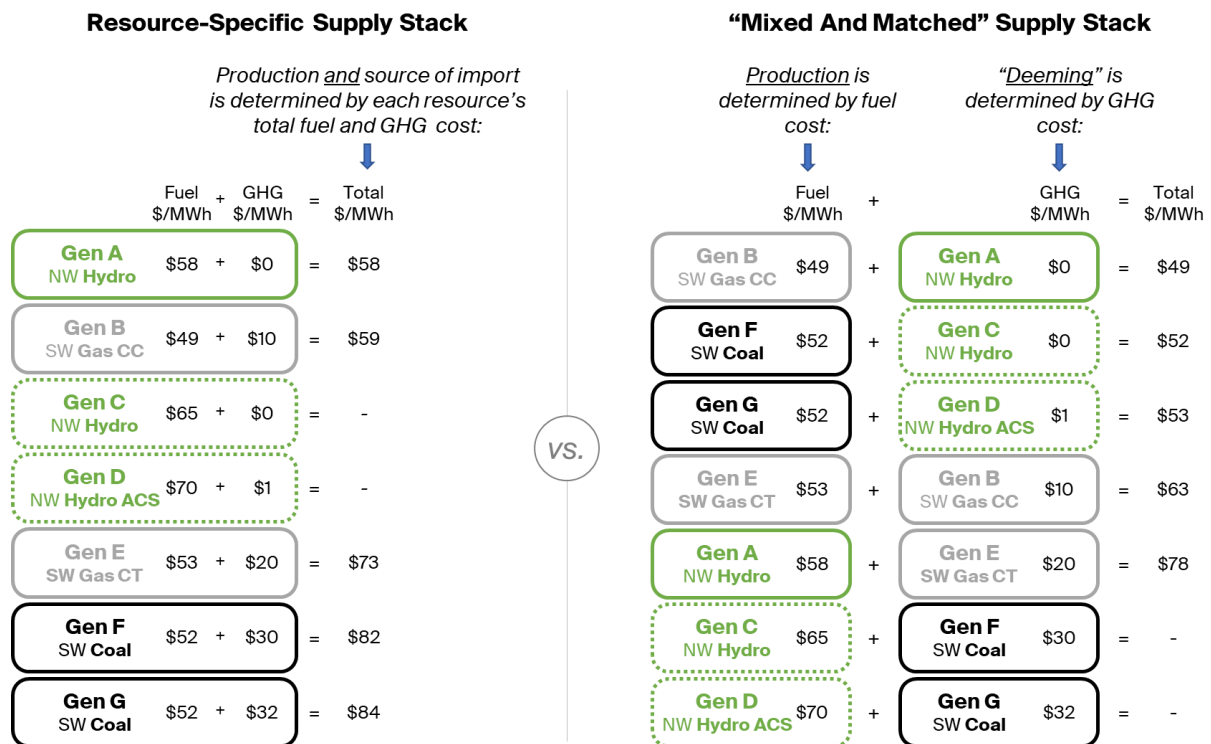 Resource-Specific Supply Stack
Production and source of import
is determined by each resource's
total fuel and GHG cost:
Fuel + GHG = Total
$/MWh $/MWh $/MWh
Gen A
NW Hydro $58 + $0 = $58
Gen B
SW Gas CC $49 + $10 = $59
Gen C
NW Hydro $65 + $0 = -
Gen D
NW Hydro ACS $70 + $1 = -
Gen E
SW Gas CT $53 + $20 = $73
Gen F
SW Coal $52 + $30 = $82
Gen G
SW Coal $52 + $32 = $84
vs.
“Mixed And Matched” Supply Stack
Production is
determined by fuel
cost:
“Deeming” is
determined by GHG
cost:
Fuel + GHG = Total
$/MWh $/MWh $/MWh
Gen B Gen A
SW Gas CC $49 + NW Hydro $0 = $49
Gen F Gen C
SW Coal $52 + NW Hydro $0 = $52
Gen G Gen D
SW Coal $52 + NW Hydro ACS $1 = $53
Gen E Gen B
SW Gas CT $53 + SW Gas CC $10 = $63
Gen A Gen E
NW Hydro $58 + SW Gas CT $20 = $78
Gen C Gen F
NW Hydro $65 + SW Coal $30 = -
Gen D Gen G
NW Hydro ACS $70 + SW Coal $32 = -